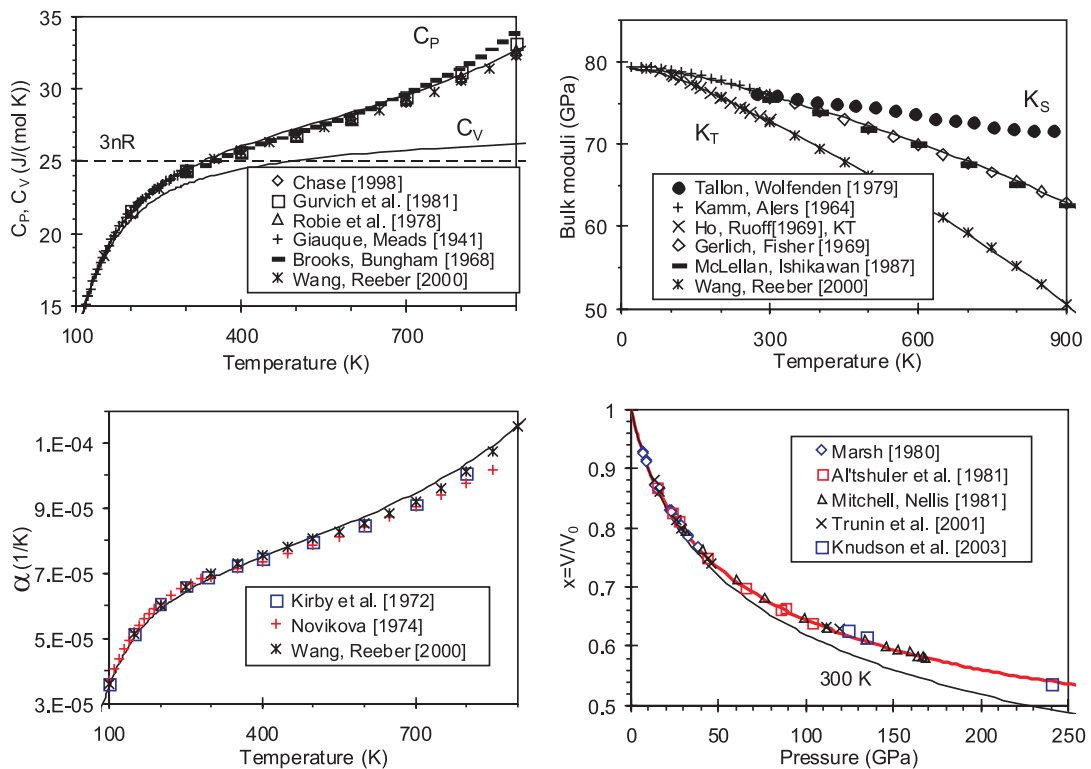 C_P, C_V (J/(mol K))
35
30
25
20
15
C_P
C_V
3nR
Chase [1998]
Gurvich et al. [1981]
Robie et al. [1978]
Giauque, Meads [1941]
Brooks, Bungham [1968]
Wang, Reeber [2000]
100
400
700
Temperature (K)
Bulk moduli (GPa)
80
70
60
50
K_S
K_T
Tallon, Wolfenden [1979]
Kamm, Alers [1964]
Ho, Ruoff[1969], KT
Gerlich, Fisher [1969]
McLellan, Ishikawan [1987]
Wang, Reeber [2000]
0
300
600
900
Temperature (K)
α (1/K)
1.E-04
9.E-05
7.E-05
5.E-05
3.E-05
Kirby et al. [1972]
Novikova [1974]
Wang, Reeber [2000]
100
400
700
Temperature (K)
x=V/V_0
1
0.9
0.8
0.7
0.6
0.5
Marsh [1980]
Al'tshuler et al. [1981]
Mitchell, Nellis [1981]
Trunin et al. [2001]
Knudson et al. [2003]
300 K
0
50
100
150
200
250
Pressure (GPa)